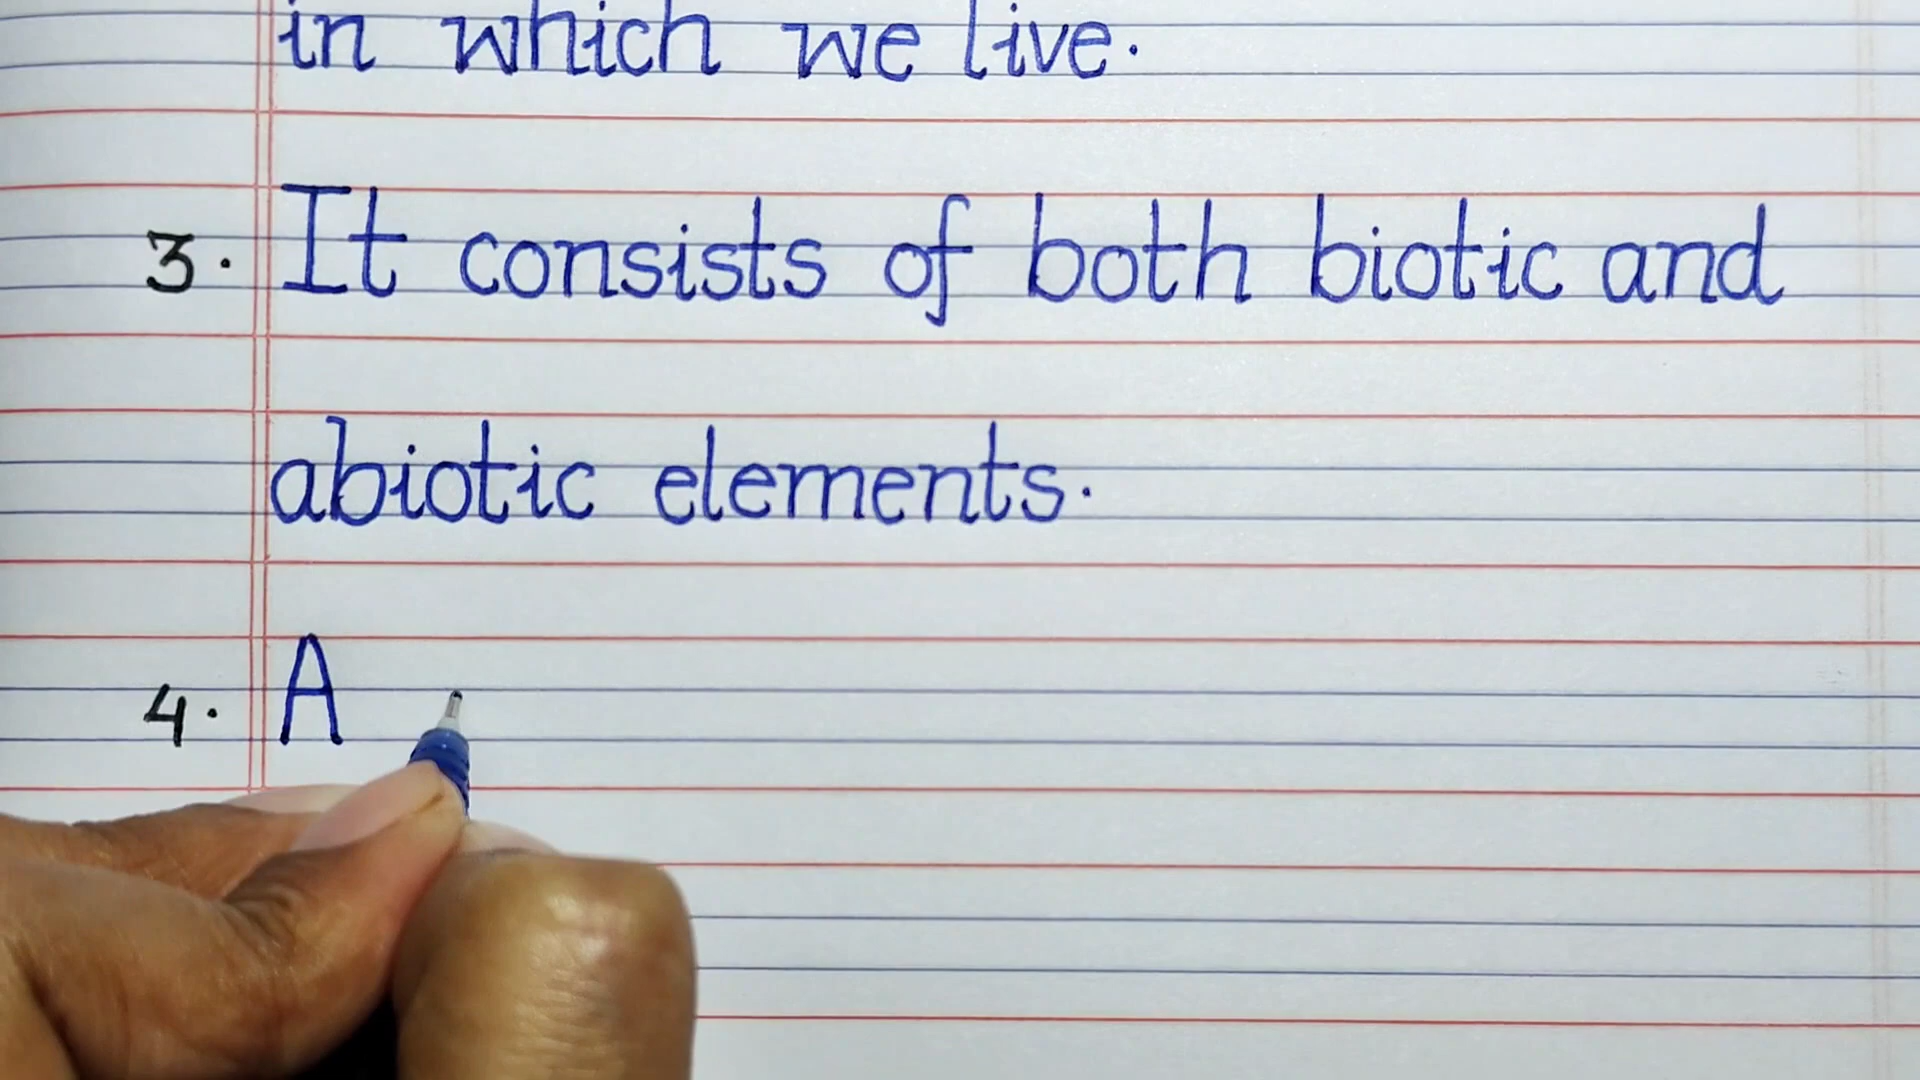 in which we live.
3. It consists of both biotic and
abiotic elements.
4. A